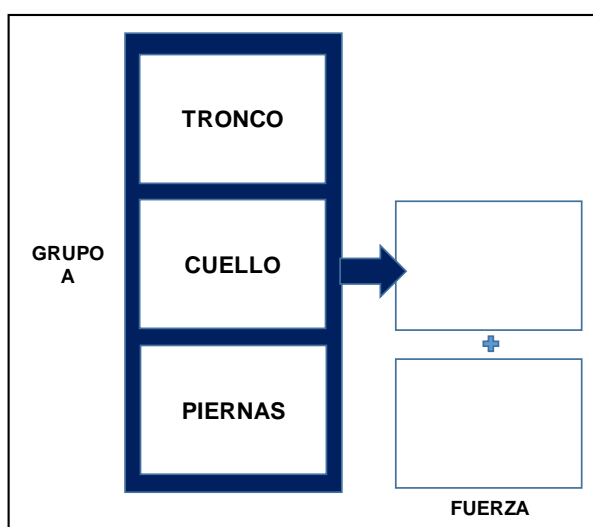 GRUPO
A
TRONCO
CUELLO
PIERNAS
FUERZA